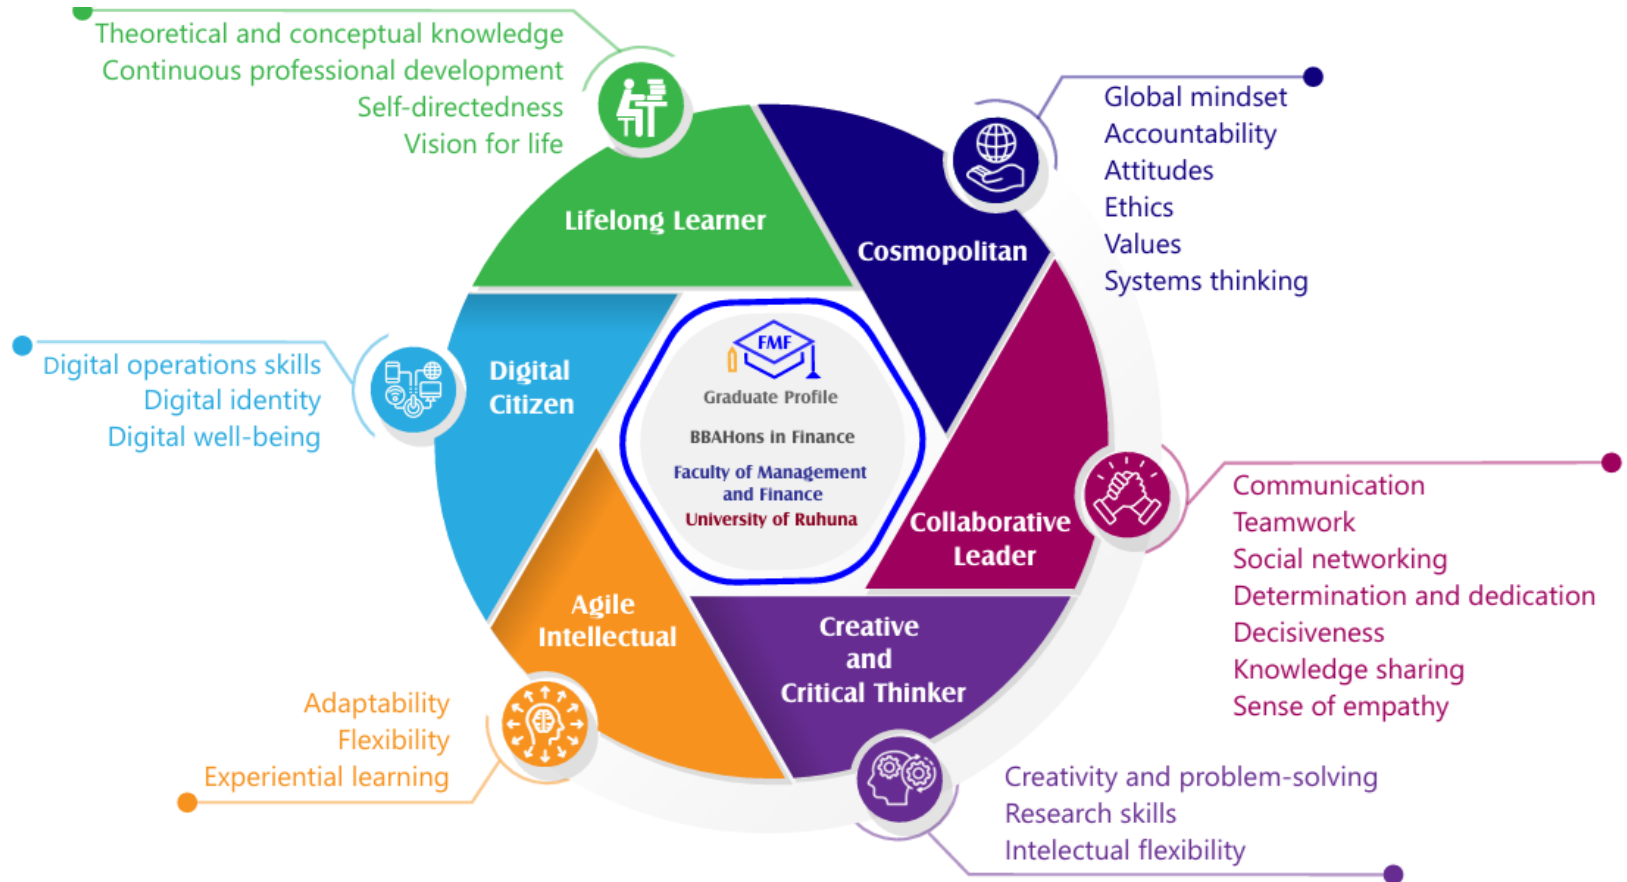 Theoretical and conceptual knowledge
Continuous professional development
Self-directedness
Vision for life
Lifelong Learner
Global mindset
Accountability
Attitudes
Ethics
Values
Systems thinking
Cosmopolitan
Digital operations skills
Digital identity
Digital well-being
Digital
Citizen
FMF
Graduate Profile
BBAHons in Finance
Faculty of Management
and Finance
University of Ruhuna
Communication
Teamwork
Social networking
Determination and dedication
Decisiveness
Knowledge sharing
Sense of empathy
Collaborative
Leader
Agile
Intellectual
Adaptability
Flexibility
Experiential learning
Creative
and
Critical Thinker
Creativity and problem-solving
Research skills
Intelectual flexibility